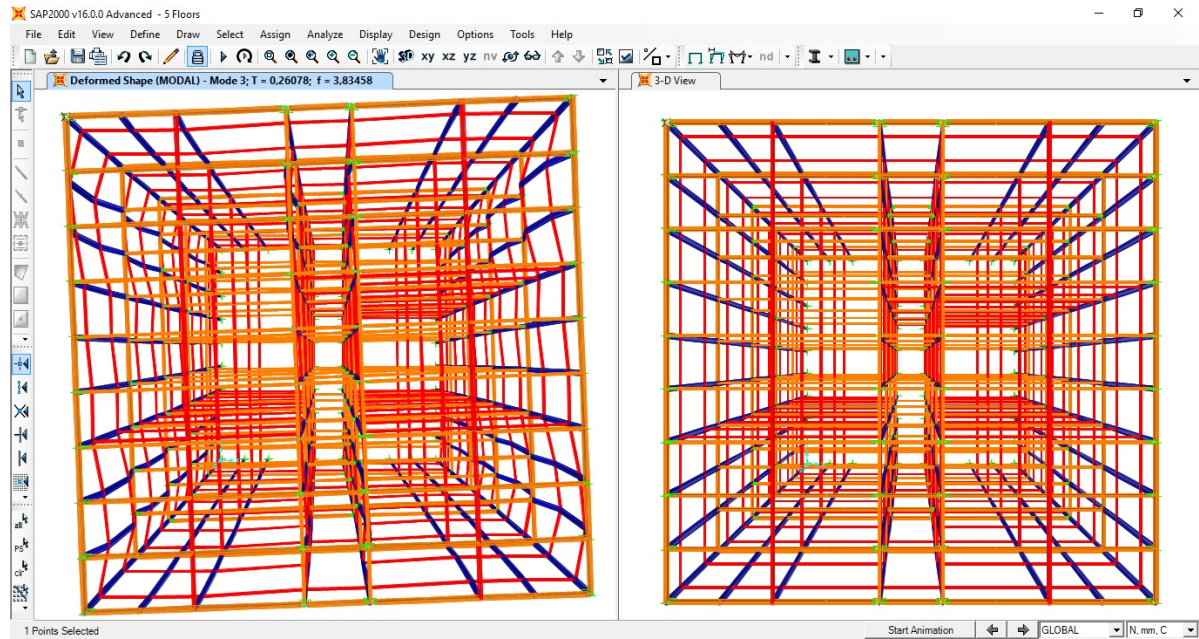 SAP2000 v16.0.0 Advanced - 5 Floors
File Edit View Define Draw Select Assign Analyze Display Design Options Tools Help
3D xy xz yz nv nd
Deformed Shape (MODAL) - Mode 3; T = 0,26078; f = 3,83458
3-D View
all
PS
clr
1 Points Selected
Start Animation
GLOBAL
N, mm, C